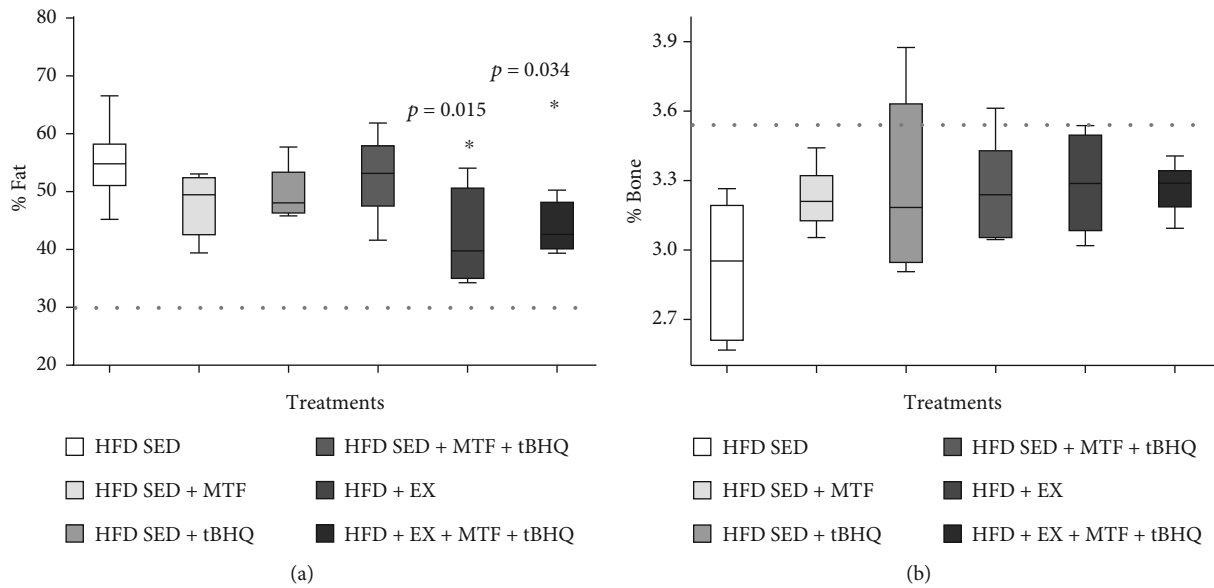 80
70
60
50
40
30
20
% Fat
p = 0.015
*
p = 0.034
*
Treatments
HFD SED
HFD SED + MTF
HFD SED + tBHQ
HFD SED + MTF + tBHQ
HFD + EX
HFD + EX + MTF + tBHQ
(a)
3.9
3.6
3.3
3.0
2.7
% Bone
Treatments
HFD SED
HFD SED + MTF
HFD SED + tBHQ
HFD SED + MTF + tBHQ
HFD + EX
HFD + EX + MTF + tBHQ
(b)